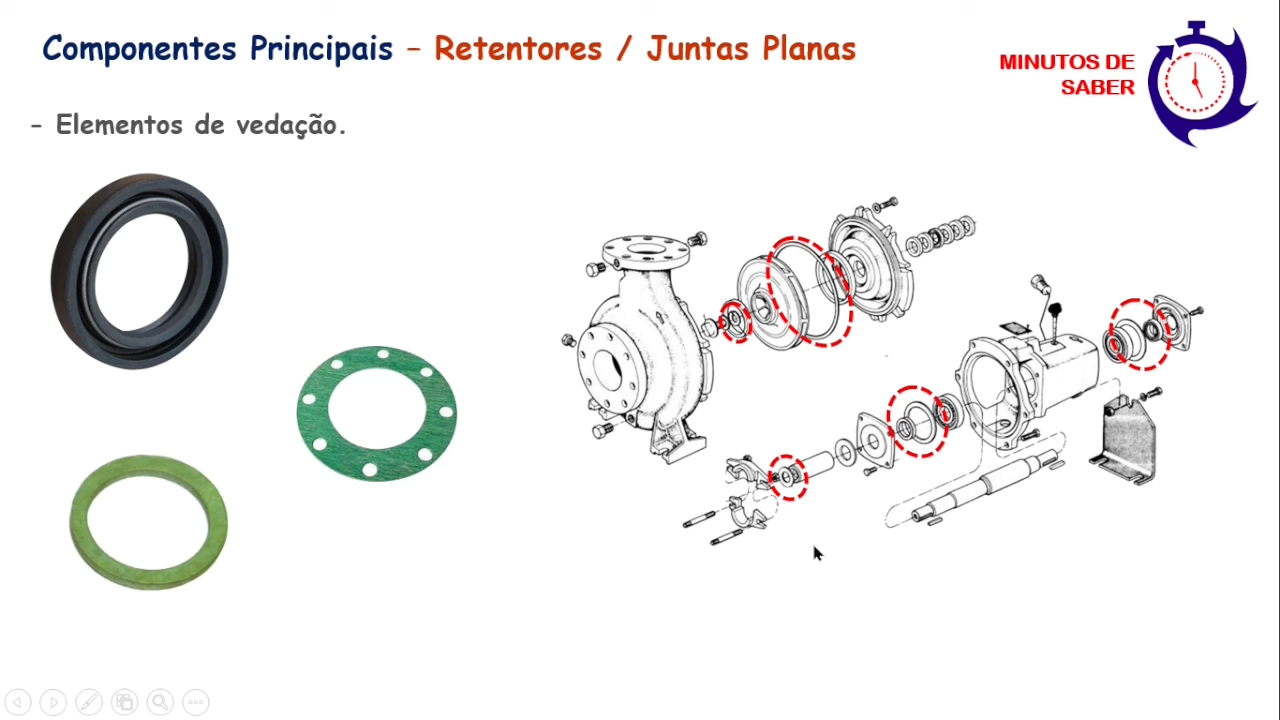 Componentes Principais – Retentores / Juntas Planas
MINUTOS DE
SABER
- Elementos de vedação.